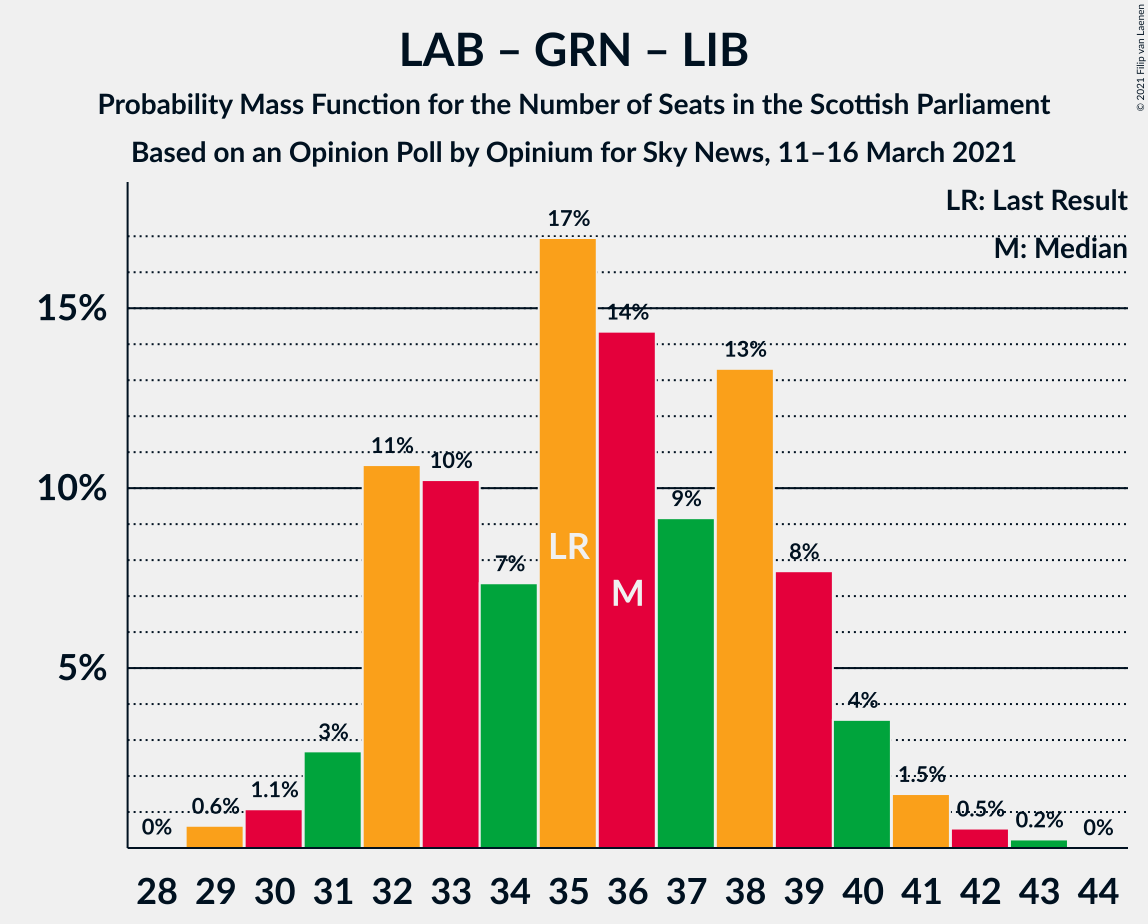 LAB – GRN – LIB
Probability Mass Function for the Number of Seats in the Scottish Parliament
Based on an Opinion Poll by Opinium for Sky News, 11–16 March 2021
© 2021 Filip van Laenen
LR: Last Result
M: Median
15%
10%
5%
0%
0.6%
1.1%
3%
11%
10%
7%
17%
14%
9%
13%
8%
4%
1.5%
0.5%
0.2%
0%
LR
M
28 29 30 31 32 33 34 35 36 37 38 39 40 41 42 43 44